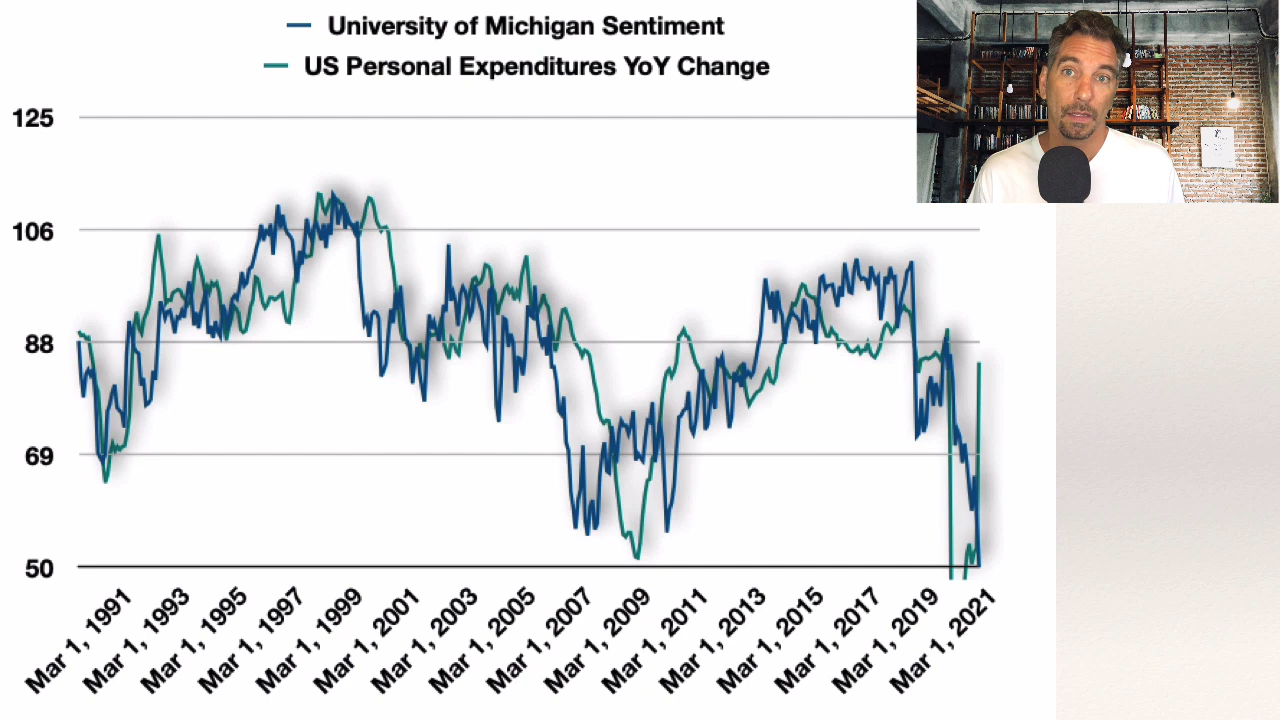 University of Michigan Sentiment
US Personal Expenditures YoY Change
125
106
88
69
50
Mar 1, 1991
Mar 1, 1993
Mar 1, 1995
Mar 1, 1997
Mar 1, 1999
Mar 1, 2001
Mar 1, 2003
Mar 1, 2005
Mar 1, 2007
Mar 1, 2009
Mar 1, 2011
Mar 1, 2013
Mar 1, 2015
Mar 1, 2017
Mar 1, 2019
Mar 1, 2021